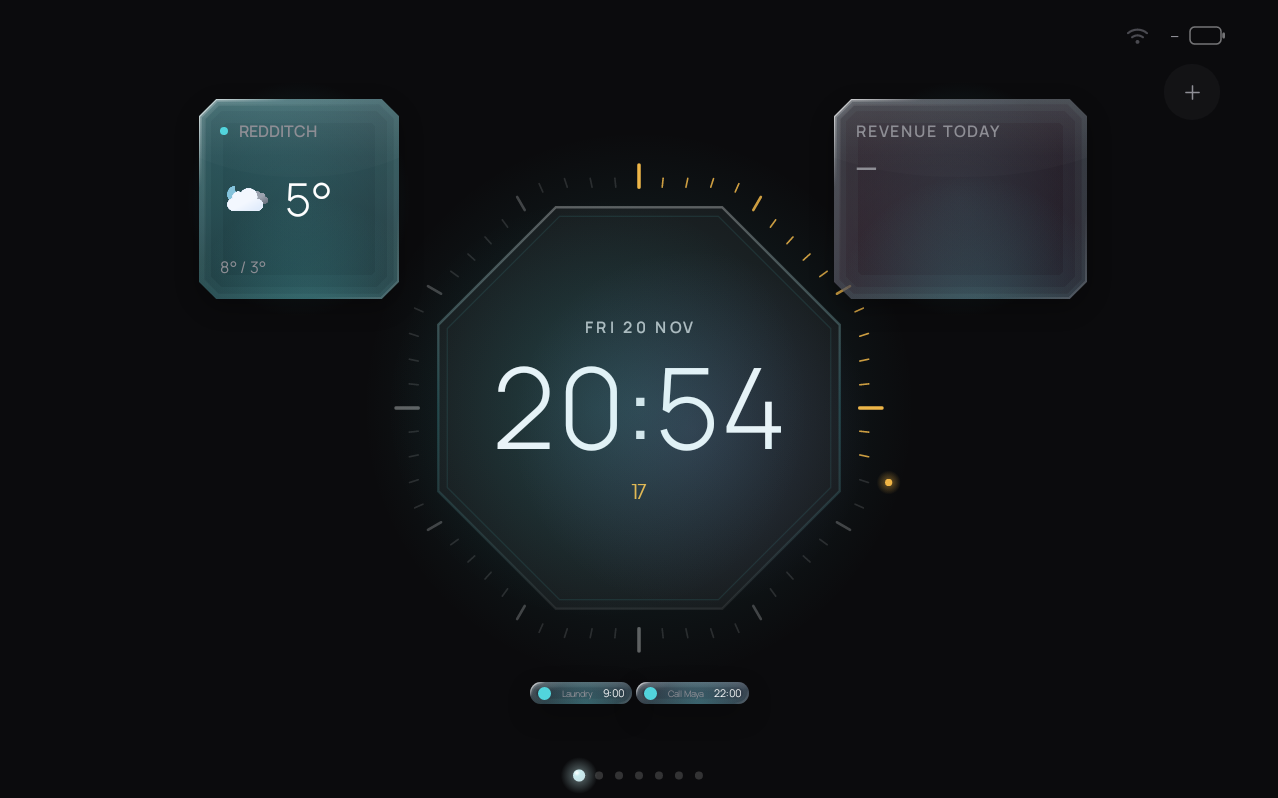 –
REDDITCH
5°
8° / 3°
REVENUE TODAY
—
FRI 20 NOV
20:54
17
Laundry 9:00
Call Maya 22:00